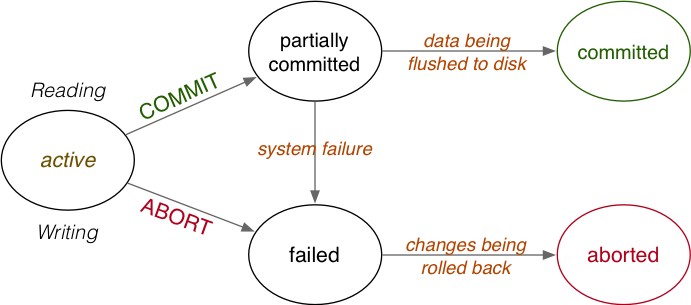 partially
committed
data being
flushed to disk
committed
Reading
COMMIT
active
system failure
ABORT
Writing
failed
changes being
rolled back
aborted